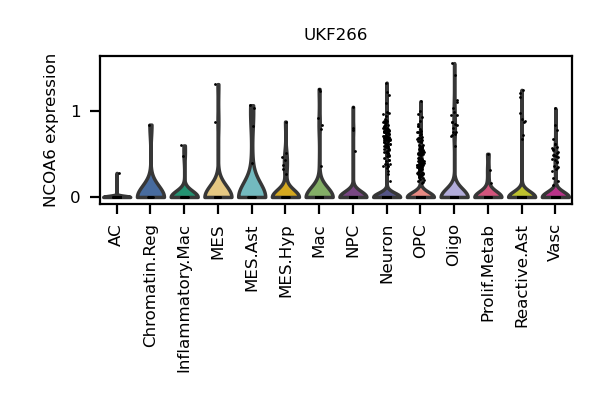 UKF266
NCOA6 expression
1
0
AC
Chromatin.Reg
Inflammatory.Mac
MES
MES.Ast
MES.Hyp
Mac
NPC
Neuron
OPC
Oligo
Prolif.Metab
Reactive.Ast
Vasc